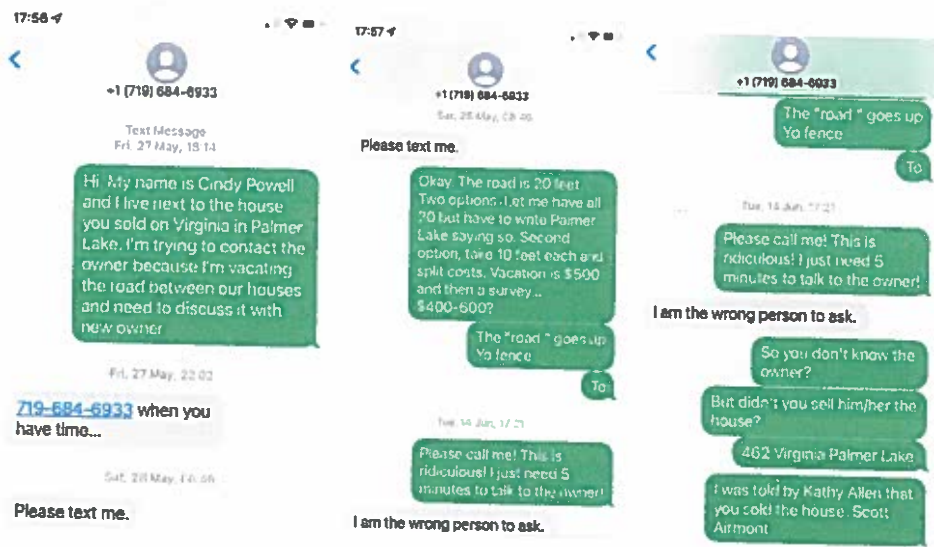 17:56
+1 (719) 684-6933
Text Message
Fri, 27 May, 18:14
Hi. My name is Cindy Powell
and I live next to the house
you sold on Virginia in Palmer
Lake. I'm trying to contact the
owner because I'm vacating
the road between our houses
and need to discuss it with
new owner
Fri, 27 May, 22:02
719-684-6933 when you
have time...
Sat, 28 May,
Please text me.
17:57
+1 (719) 684-6933
Sat, 28 May,
Please text me.
Okay. The road is 20 feet.
Two options. Let me have all
20 but have to write Palmer
Lake saying so. Second
option, take 10 feet each and
split costs. Vacation is $500
and then a survey...
$400-600?
The "road " goes up
Yo fence
To
Tue, 14 Jun, 17:21
Please call me! This is
ridiculous! I just need 5
minutes to talk to the owner!
I am the wrong person to ask.
+1 (719) 684-6933
The "road " goes up
Yo fence
To
Tue, 14 Jun, 17:21
Please call me! This is
ridiculous! I just need 5
minutes to talk to the owner!
I am the wrong person to ask.
So you don't know the
owner?
But didn't you sell him/her the
house?
462 Virginia Palmer Lake
I was told by Kathy Allen that
you sold the house. Scott
Airmont